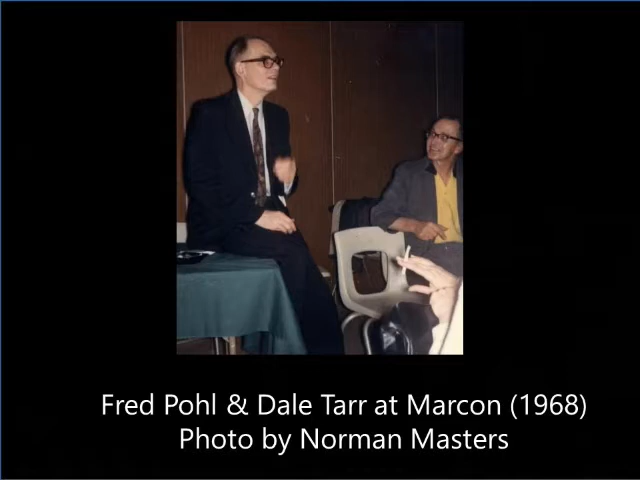 Fred Pohl & Dale Tarr at Marcon (1968)
Photo by Norman Masters